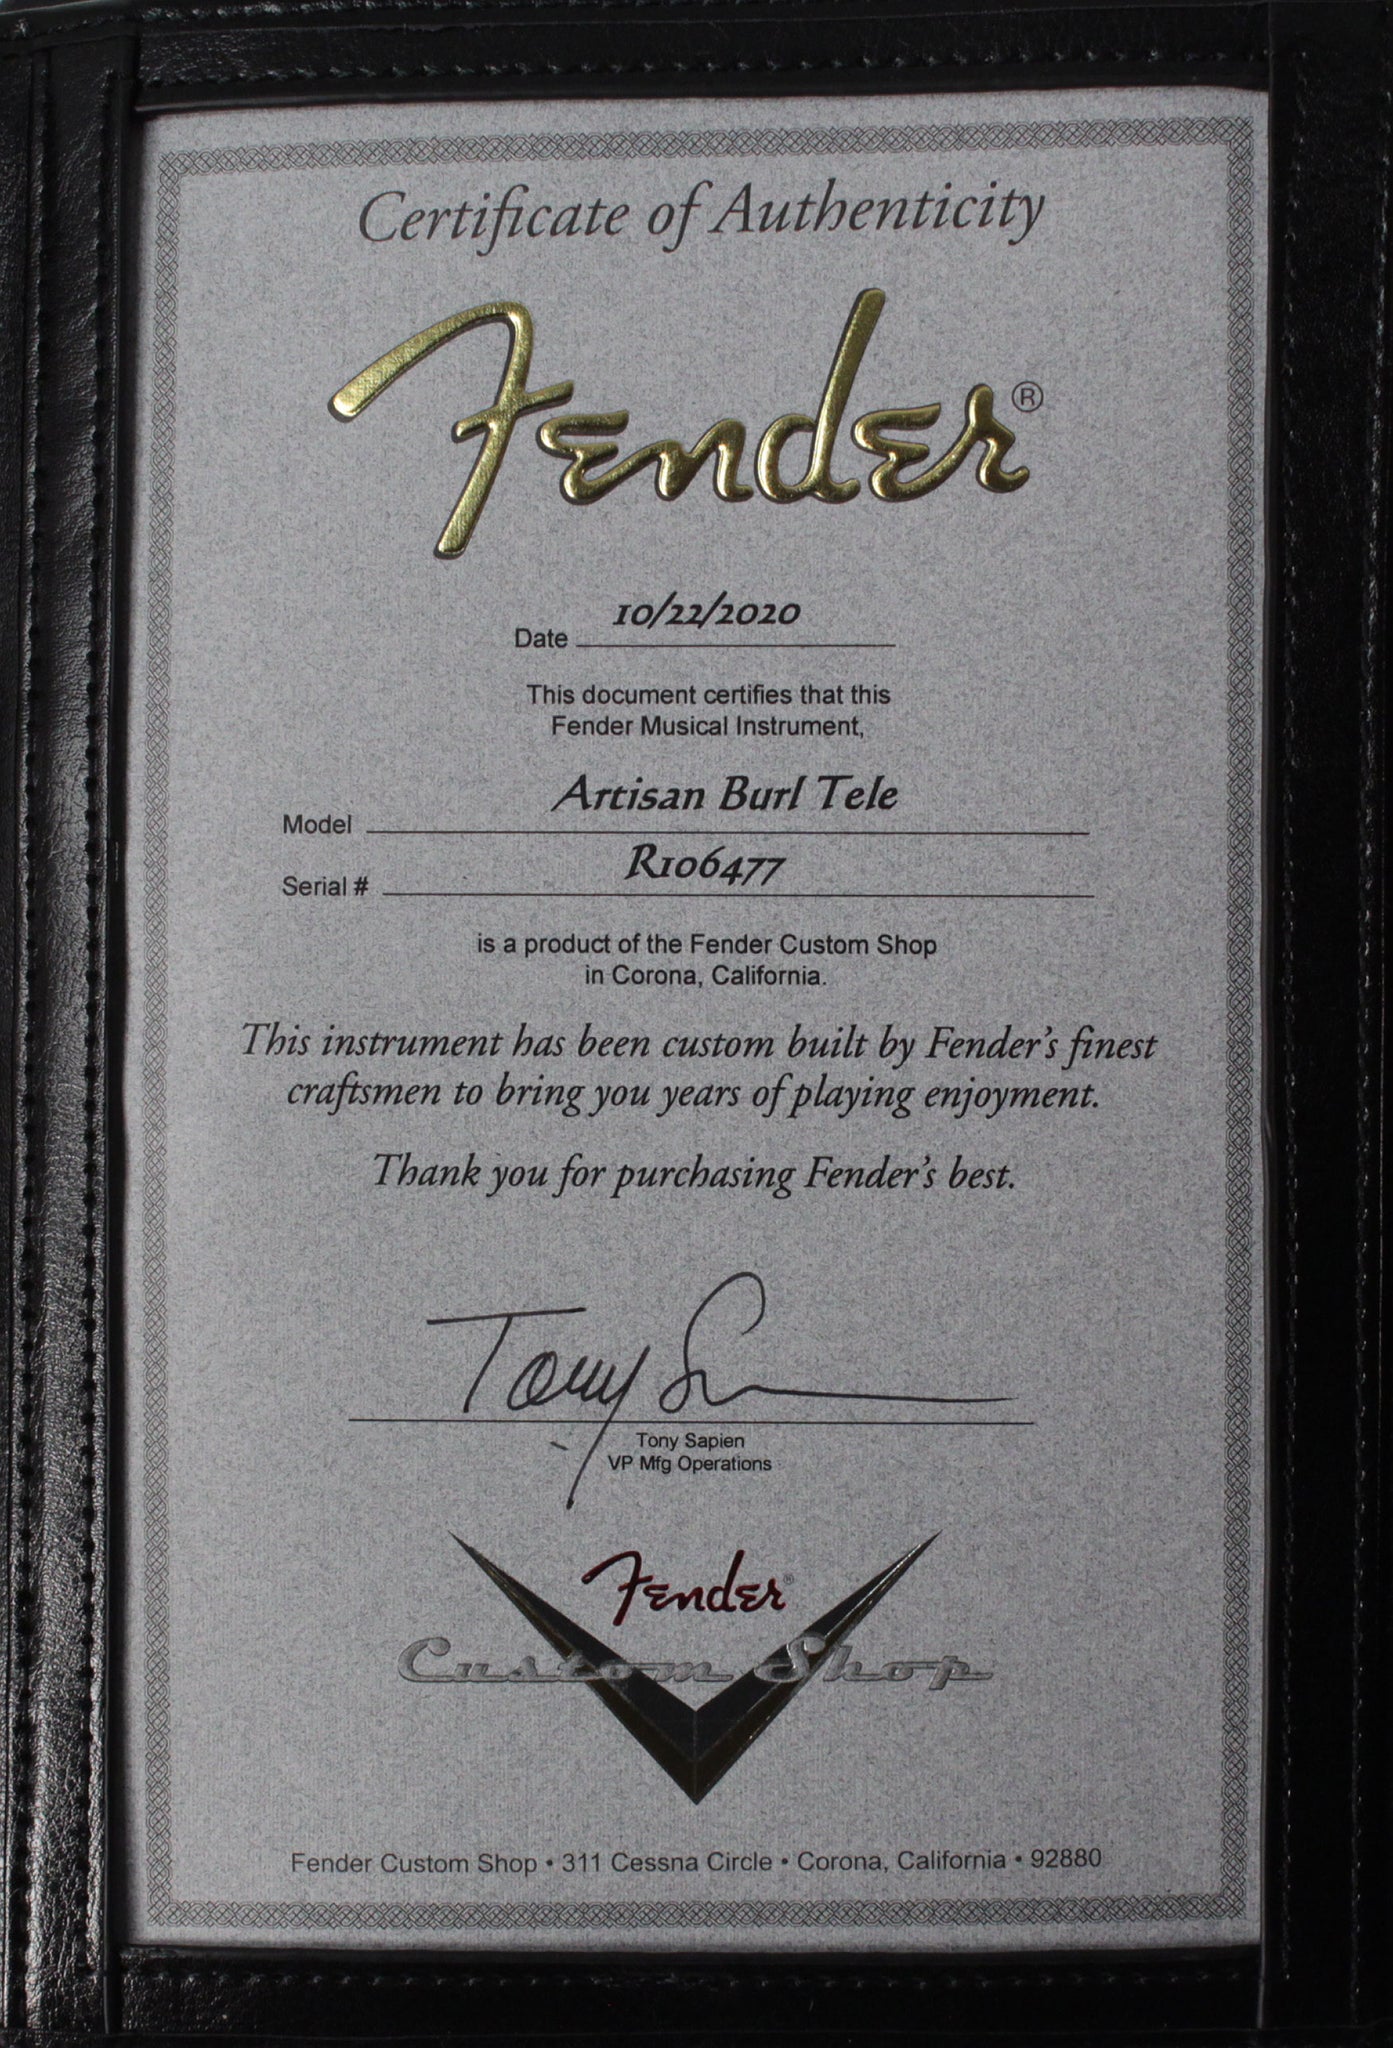 Certificate of Authenticity
Fender®
10/22/2020
Date
This document certifies that this
Fender Musical Instrument,
Artisan Burl Tele
Model
R106477
Serial #
is a product of the Fender Custom Shop
in Corona, California.
This instrument has been custom built by Fender's finest
craftsmen to bring you years of playing enjoyment.
Thank you for purchasing Fender's best.
Tony S
Tony Sapien
VP Mfg Operations
Fender®
Custom Shop
Fender Custom Shop • 311 Cessna Circle • Corona, California • 92880